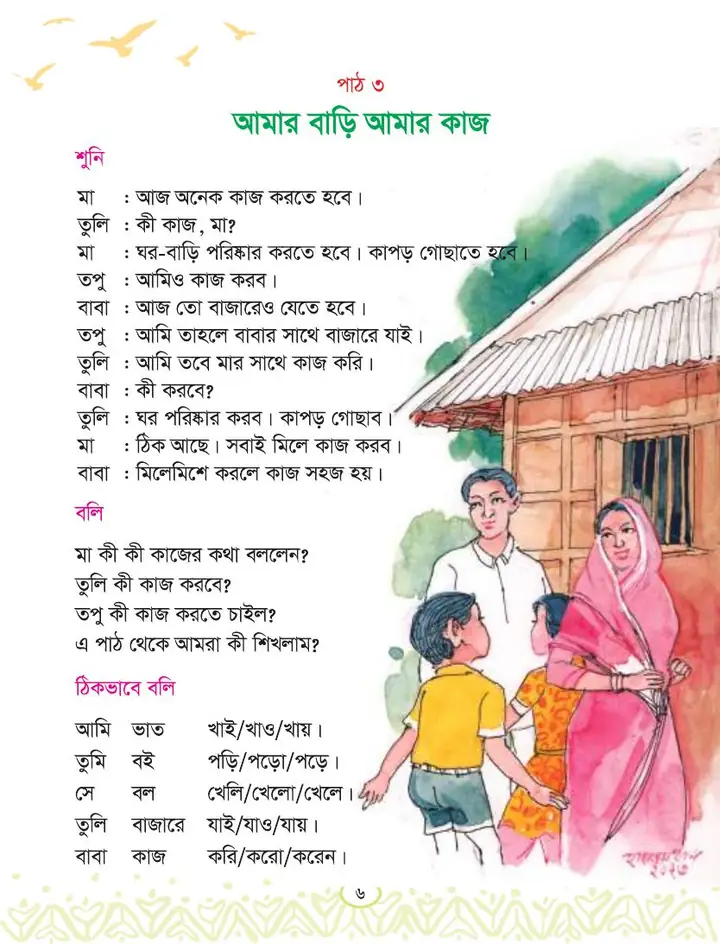 পাঠ ৩
আমার বাড়ি আমার কাজ
শুনি
মা : আজ অনেক কাজ করতে হবে।
তুলি : কী কাজ, মা?
মা : ঘর-বাড়ি পরিষ্কার করতে হবে। কাপড় গোছাতে হবে।
তপু : আমিও কাজ করব।
বাবা : আজ তো বাজারেও যেতে হবে।
তপু : আমি তাহলে বাবার সাথে বাজারে যাই।
তুলি : আমি তবে মার সাথে কাজ করি।
বাবা : কী করবে?
তুলি : ঘর পরিষ্কার করব। কাপড় গোছাব।
মা : ঠিক আছে। সবাই মিলে কাজ করব।
বাবা : মিলেমিশে করলে কাজ সহজ হয়।
বলি
মা কী কী কাজের কথা বললেন?
তুলি কী কাজ করবে?
তপু কী কাজ করতে চাইল?
এ পাঠ থেকে আমরা কী শিখলাম?
ঠিকভাবে বলি
আমি ভাত খাই/খাও/খায়।
তুমি বই পড়ি/পড়ো/পড়ে।
সে বল খেলি/খেলো/খেলে।
তুলি বাজারে যাই/যাও/যায়।
বাবা কাজ করি/করো/করেন।
২০২৩
৬